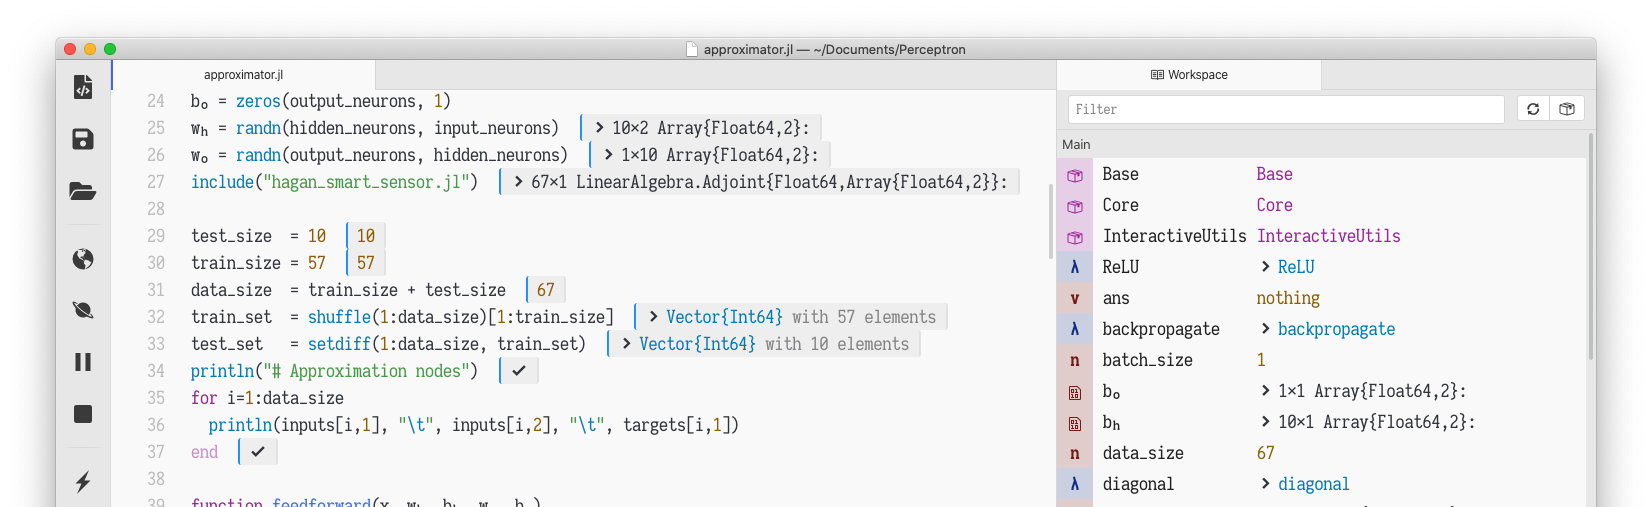 approximator.jl — ~/Documents/Perceptron
approximator.jl
24 bₒ = zeros(output_neurons, 1)
25 wₕ = randn(hidden_neurons, input_neurons) > 10×2 Array{Float64,2}:
26 wₒ = randn(output_neurons, hidden_neurons) > 1×10 Array{Float64,2}:
27 include("hagan_smart_sensor.jl") > 67×1 LinearAlgebra.Adjoint{Float64,Array{Float64,2}}:
28
29 test_size = 10 10
30 train_size = 57 57
31 data_size = train_size + test_size 67
32 train_set = shuffle(1:data_size)[1:train_size] > Vector{Int64} with 57 elements
33 test_set = setdiff(1:data_size, train_set) > Vector{Int64} with 10 elements
34 println("# Approximation nodes") ✓
35 for i=1:data_size
36 println(inputs[i,1], "\t", inputs[i,2], "\t", targets[i,1])
37 end ✓
38
39 function feedforward(x, wₕ, bₕ, wₒ, bₒ)
Workspace
Filter
Main
Base Base
Core Core
InteractiveUtils InteractiveUtils
λ ReLU > ReLU
v ans nothing
λ backpropagate > backpropagate
n batch_size 1
bₒ > 1×1 Array{Float64,2}:
bₕ > 10×1 Array{Float64,2}:
n data_size 67
λ diagonal > diagonal